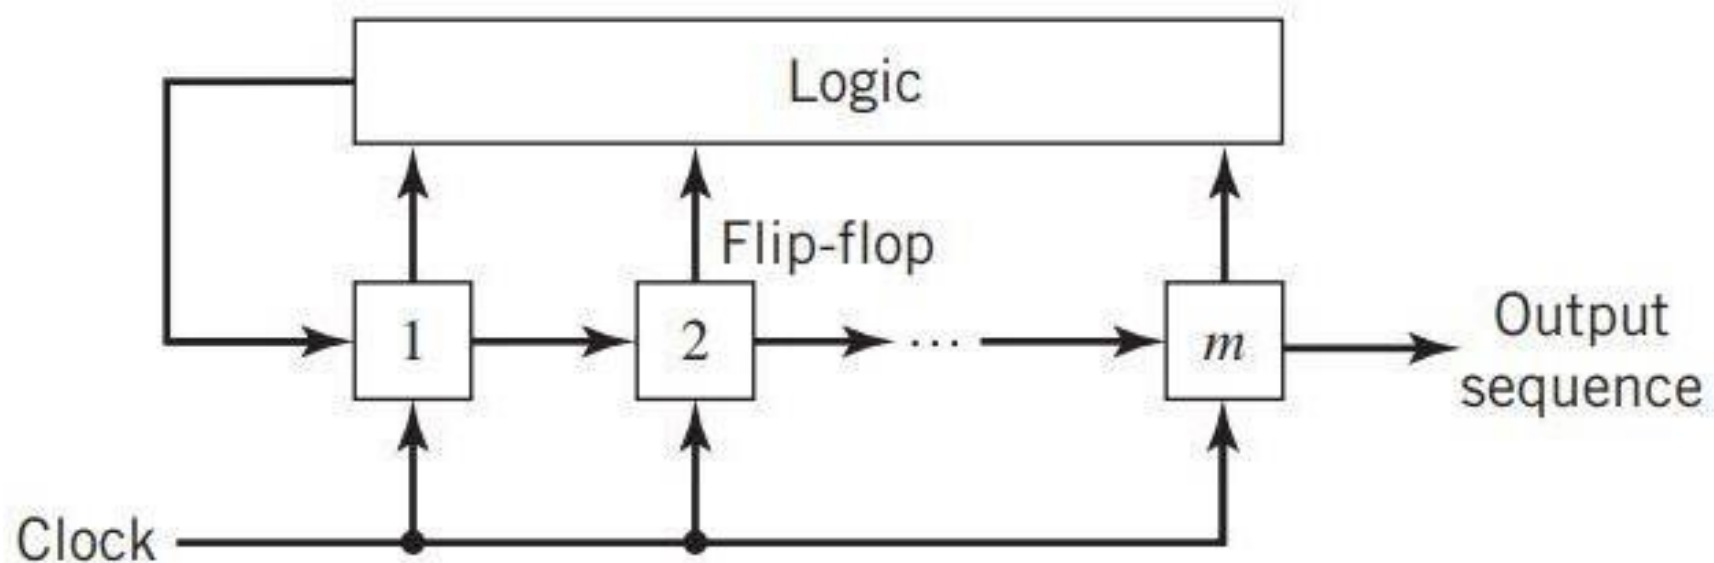 Logic
Flip-flop
1 2 ... m
Output
sequence
Clock